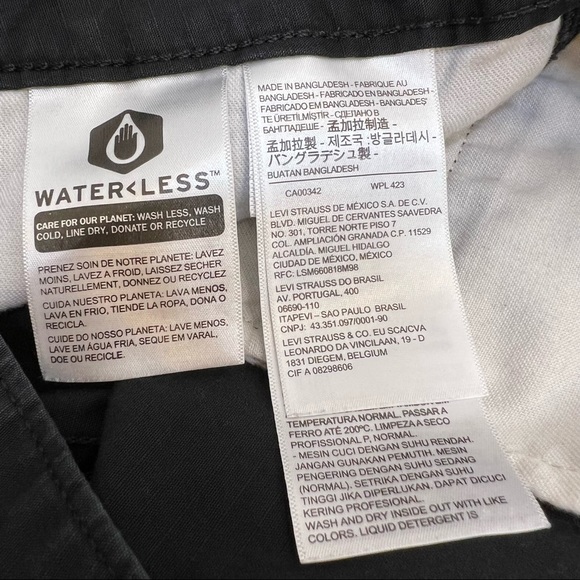 WATER<LESS™
CARE FOR OUR PLANET: WASH LESS, WASH
COLD, LINE DRY, DONATE OR RECYCLE
PRENEZ SOIN DE NOTRE PLANETE: LAVEZ
MOINS, LAVEZ A FROID, LAISSEZ SECHER
NATURELLEMENT, DONNEZ OU RECYCLEZ
CUIDA NUESTRO PLANETA: LAVA MENOS,
LAVA EN FRIO, TIENDE LA ROPA, DONA O
RECICLA.
CUIDE DO NOSSO PLANETA: LAVE MENOS,
LAVE EM ÁGUA FRIA, SEQUE EM VARAL,
DOE OU RECICLE.
MADE IN BANGLADESH - FABRIQUE AU
BANGLADESH - FABRICADO EN BANGLADESH -
FABRICADO EM BANGLADESH - BANGLADEŞ'
TE ÜRETİLMİŞTİR - СДЕЛАНО В
БАНГЛАДЕШЕ - 孟加拉制造 -
孟加拉製 - 제조국 :방글라데시 -
バングラデシュ製 -
BUATAN BANGLADESH
CA00342 WPL 423
LEVI STRAUSS DE MÉXICO S.A. DE C.V.
BLVD. MIGUEL DE CERVANTES SAAVEDRA
NO. 301, TORRE NORTE PISO 7
COL. AMPLIACIÓN GRANADA C.P. 11529
ALCALDÍA. MIGUEL HIDALGO
CIUDAD DE MÉXICO, MÉXICO
RFC: LSM660818M98
LEVI STRAUSS DO BRASIL
AV. PORTUGAL, 400
06690-110
ITAPEVI – SAO PAULO BRASIL
CNPJ: 43.351.097/0001-90
LEVI STRAUSS & CO. EU SCA/CVA
LEONARDO DA VINCILAAN, 19 - D
1831 DIEGEM, BELGIUM
CIF A 08298606
TEMPERATURA NORMAL. PASSAR A
FERRO ATÉ 200ºC. LIMPEZA A SECO
PROFISSIONAL P, NORMAL.
- MESIN CUCI DENGAN SUHU RENDAH.
JANGAN GUNAKAN PEMUTIH. MESIN
PENGERING DENGAN SUHU SEDANG
(NORMAL). SETRIKA DENGAN SUHU
TINGGI JIKA DIPERLUKAN. DAPAT DICUCI
KERING PROFESIONAL.
WASH AND DRY INSIDE OUT WITH LIKE
COLORS. LIQUID DETERGENT IS